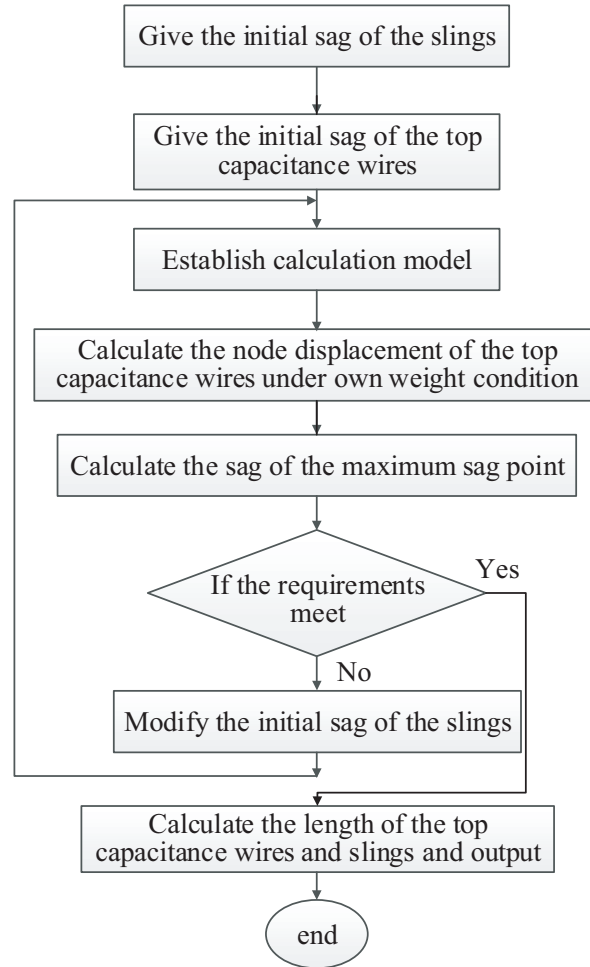 Give the initial sag of the slings
Give the initial sag of the top
capacitance wires
Establish calculation model
Calculate the node displacement of the top
capacitance wires under own weight condition
Calculate the sag of the maximum sag point
If the requirements
meet
Yes
No
Modify the initial sag of the slings
Calculate the length of the top
capacitance wires and slings and output
end